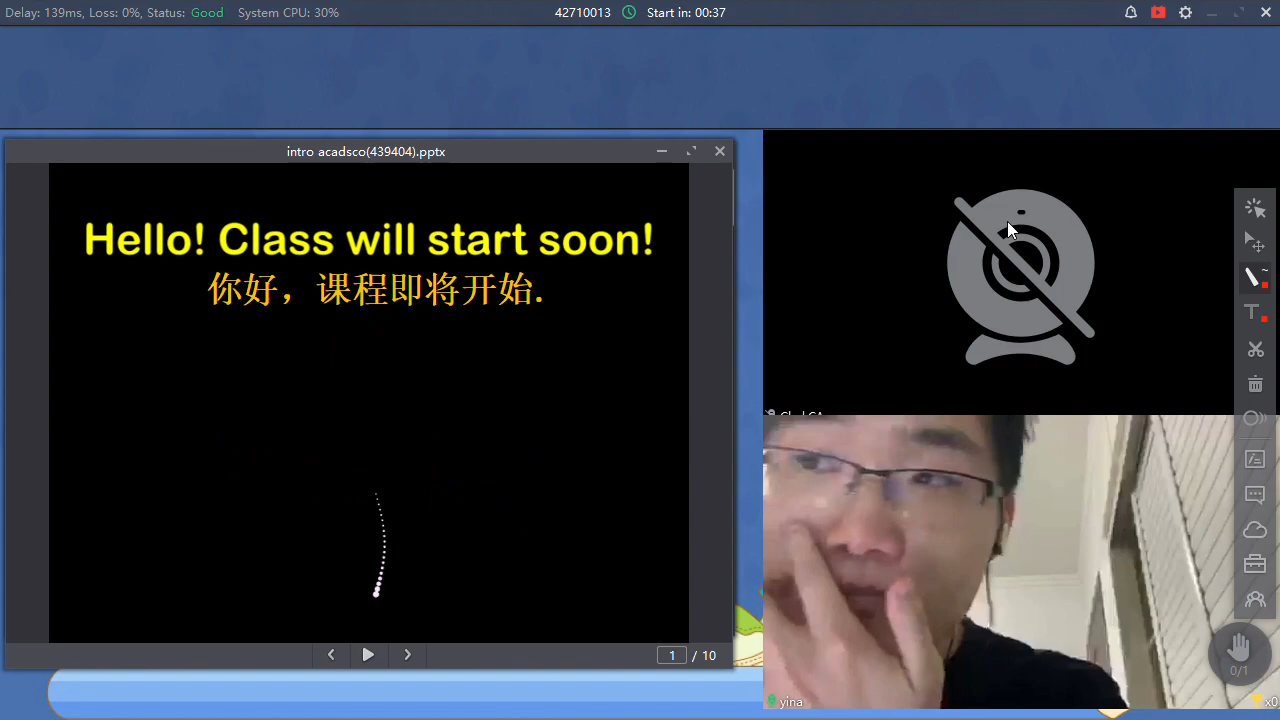 Delay: 139ms, Loss: 0%, Status: Good System CPU: 30%
42710013 Start in: 00:37
intro acadsco(439404).pptx
Hello! Class will start soon!
你好，课程即将开始.
1 / 10
0/1
yina
x0